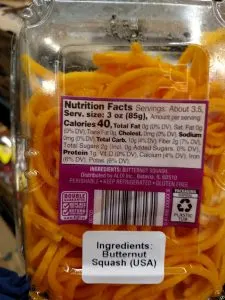 Nutrition Facts Servings: About 3.5,
Serv. size: 3 oz (85g), Amount per serving:
Calories 40, Total Fat 0g (0% DV), Sat. Fat 0g
(0% DV), Trans Fat 0g, Cholest. 0mg (0% DV), Sodium
0mg (0% DV), Total Carb. 10g (4% DV), Fiber 2g (7% DV),
Total Sugars 2g (Incl. 0g Added Sugars, 0% DV),
Protein 1g, Vit. D (0% DV), Calcium (4% DV), Iron
(6% DV), Potas. (6% DV).
INGREDIENTS: BUTTERNUT SQUASH.
Distributed by ALDI Inc., Batavia, IL 60510
PERISHABLE • KEEP REFRIGERATED • GLUTEN FREE
DOUBLE
PACKAGING
PLASTIC
Ingredients:
Butternut
Squash (USA)